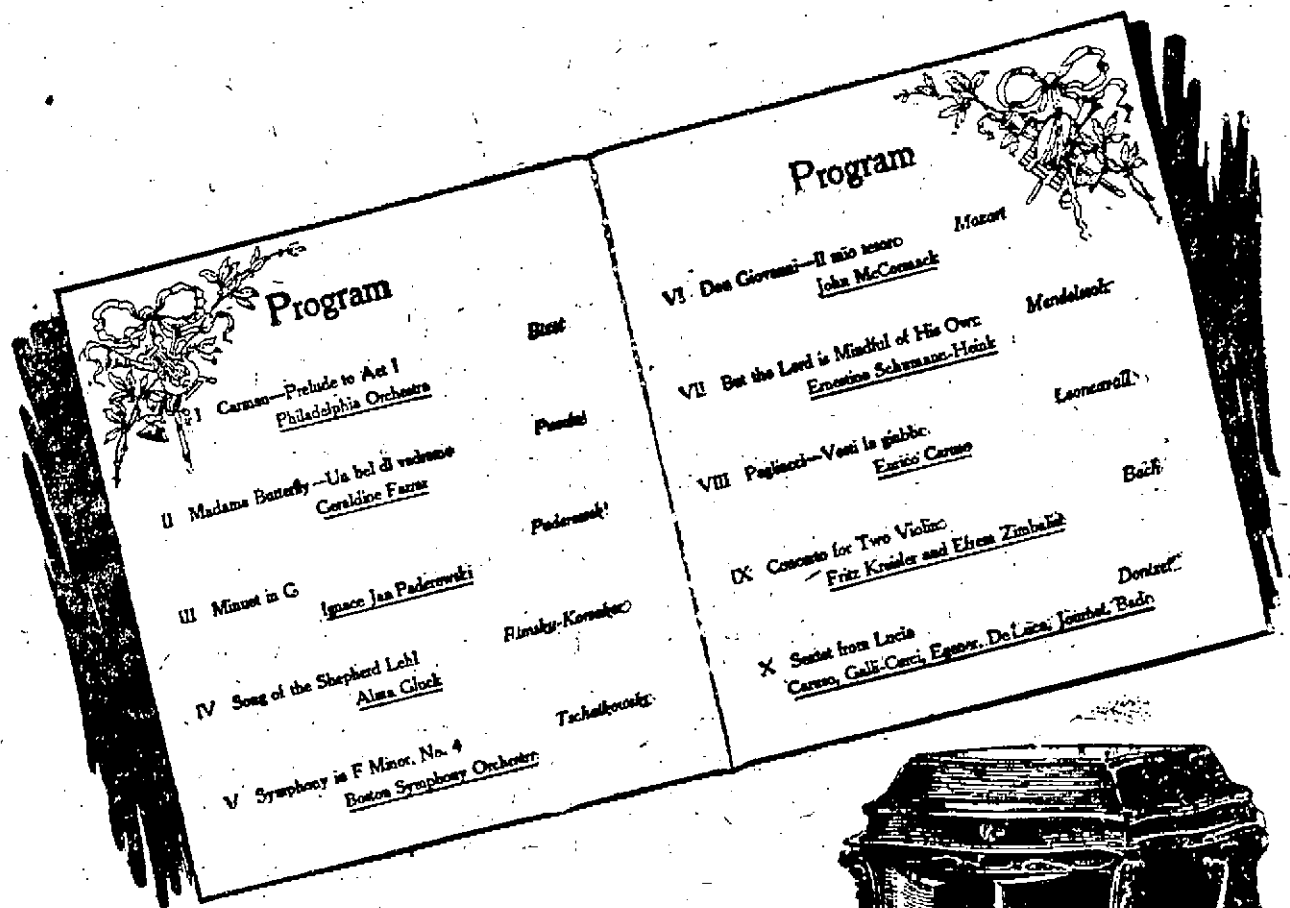 Program
I Carmen—Prelude to Act I Bizet
Philadelphia Orchestra
II Madama Butterfly—Un bel di vedremo Puccini
Geraldine Farrar
III Minuet in G Paderewski
Ignace Jan Paderewski
IV Song of the Shepherd Lehl Rimsky-Korsakov
Alma Gluck
V Symphony in F Minor, No. 4 Tschaikowsky
Boston Symphony Orchestra
Program
VI Don Giovanni—Il mio tesoro Mozart
John McCormack
VII But the Lord is Mindful of His Own Mendelssohn
Ernestine Schumann-Heink
VIII Pagliacci—Vesti la giubba Leoncavallo
Enrico Caruso
IX Concerto for Two Violins Bach
Fritz Kreisler and Efrem Zimbalist
X Sextet from Lucia Donizetti
Caruso, Galli-Curci, Egener, De Luca, Journet, Bada